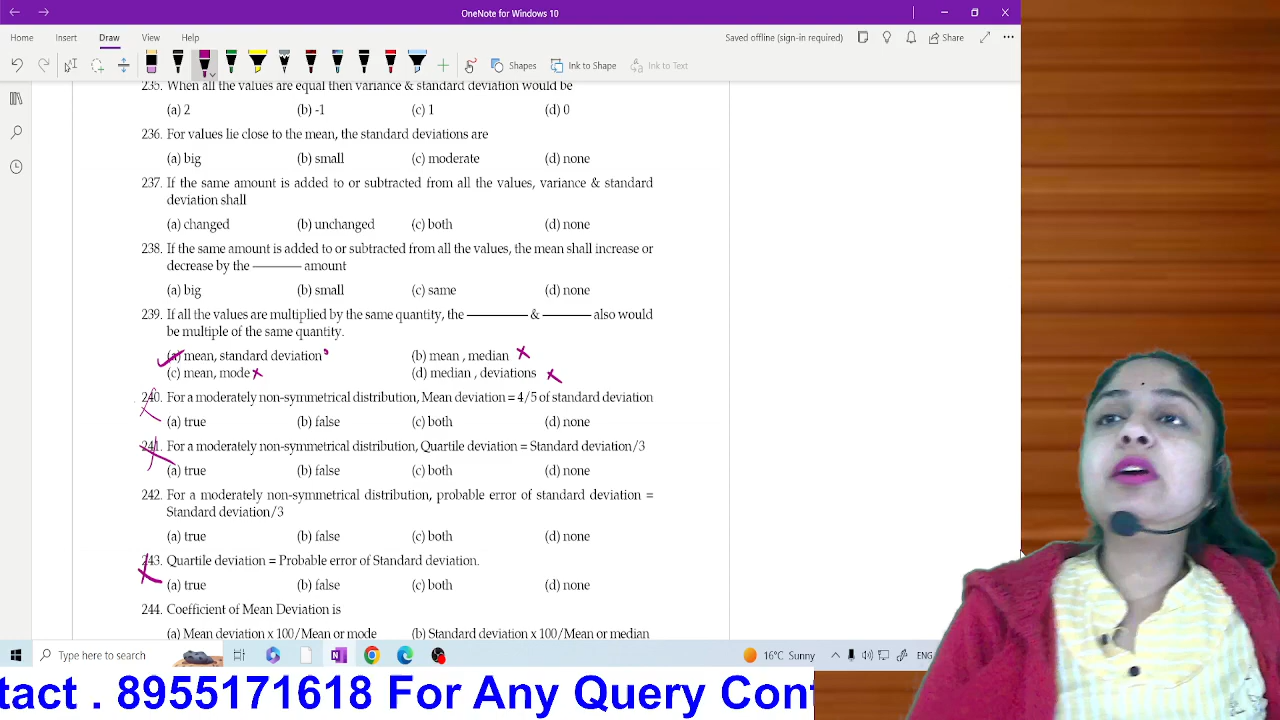 OneNote for Windows 10
Home Insert Draw View Help
Saved offline (sign-in required) Share
Shapes Ink to Shape Ink to Text
235. When all the values are equal then variance & standard deviation would be
(a) 2 (b) -1 (c) 1 (d) 0
236. For values lie close to the mean, the standard deviations are
(a) big (b) small (c) moderate (d) none
237. If the same amount is added to or subtracted from all the values, variance & standard
deviation shall
(a) changed (b) unchanged (c) both (d) none
238. If the same amount is added to or subtracted from all the values, the mean shall increase or
decrease by the ———— amount
(a) big (b) small (c) same (d) none
239. If all the values are multiplied by the same quantity, the ————— & ———— also would
be multiple of the same quantity.
(a) mean, standard deviation (b) mean , median
(c) mean, mode (d) median , deviations
240. For a moderately non-symmetrical distribution, Mean deviation = 4/5 of standard deviation
(a) true (b) false (c) both (d) none
241. For a moderately non-symmetrical distribution, Quartile deviation = Standard deviation/3
(a) true (b) false (c) both (d) none
242. For a moderately non-symmetrical distribution, probable error of standard deviation =
Standard deviation/3
(a) true (b) false (c) both (d) none
243. Quartile deviation = Probable error of Standard deviation.
(a) true (b) false (c) both (d) none
244. Coefficient of Mean Deviation is
(a) Mean deviation x 100/Mean or mode (b) Standard deviation x 100/Mean or median
Type here to search 16°C Sunny ENG
tact . 8955171618 For Any Query Con